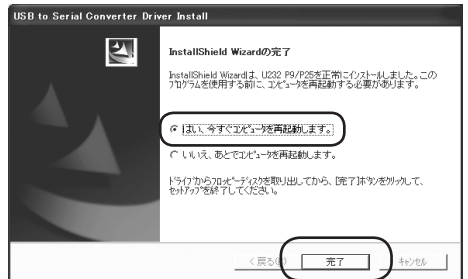 USB to Serial Converter Driver Install
InstallShield Wizardの完了
InstallShield Wizardは、U232 P9/P25を正常にインストールしました。この
プログラムを使用する前に、コンピュータを再起動する必要があります。
はい、今すぐコンピュータを再起動します。
いいえ、あとでコンピュータを再起動します。
ドライブからフロッピーディスクを取り出してから、[完了]ボタンをクリックして、
セットアップを終了してください。
< 戻る(B) 完了 キャンセル